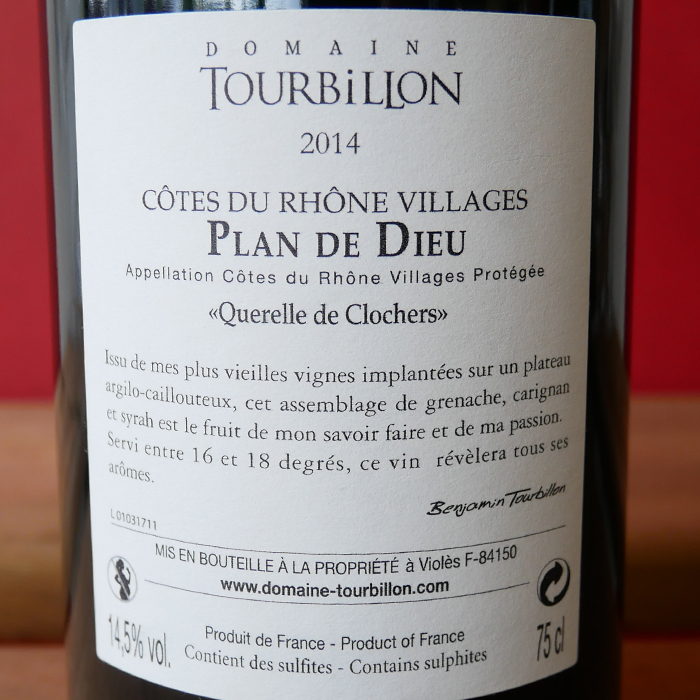 DOMAINE
TOURBiLLON
2014
CÔTES DU RHÔNE VILLAGES
PLAN DE DIEU
Appellation Côtes du Rhône Villages Protégée
«Querelle de Clochers»
Issu de mes plus vieilles vignes implantées sur un plateau
argilo-caillouteux, cet assemblage de grenache, carignan
et syrah est le fruit de mon savoir faire et de ma passion.
Servi entre 16 et 18 degrés, ce vin révèlera tous ses
arômes.
Benjamin Tourbillon
L01031711
MIS EN BOUTEILLE À LA PROPRIÉTÉ à Violès F-84150
www.domaine-tourbillon.com
14,5% vol.
Produit de France - Product of France
Contient des sulfites - Contains sulphites
75 cl